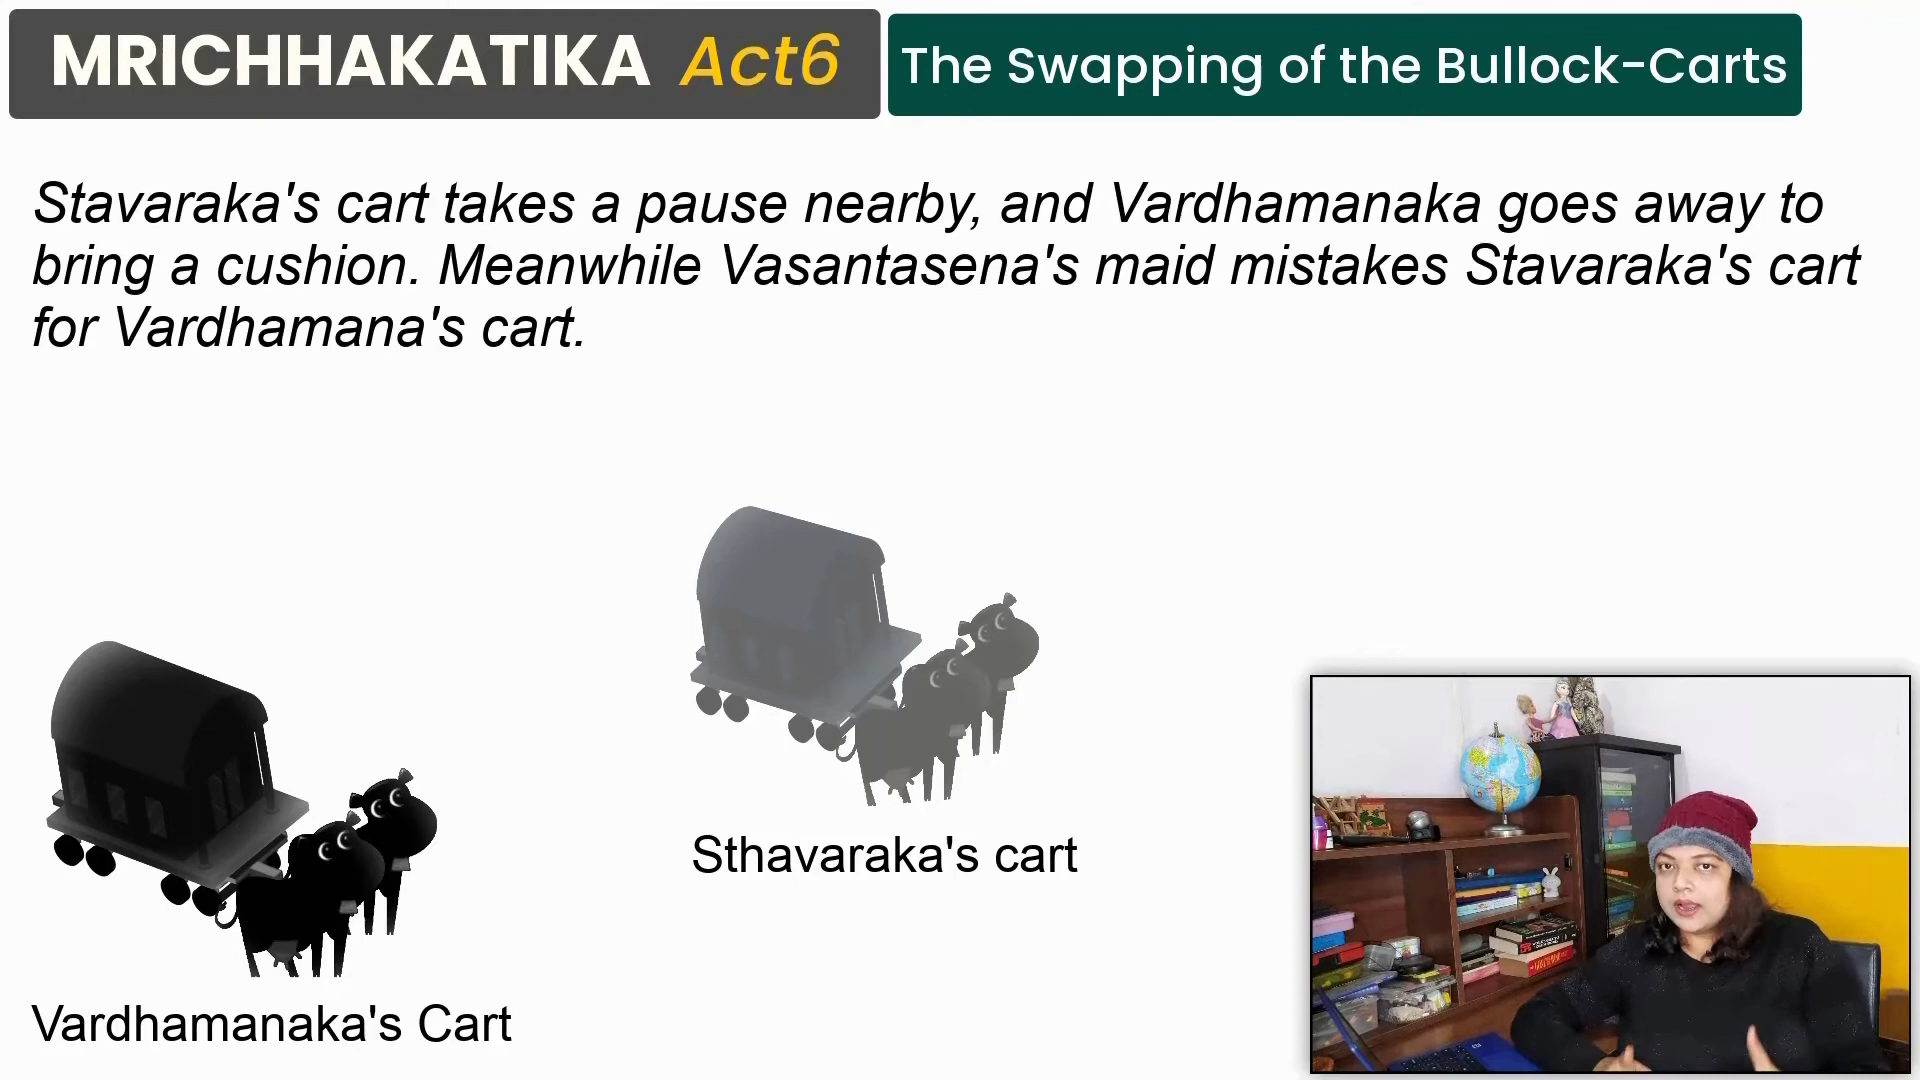 MRICHHAKATIKA Act6
The Swapping of the Bullock-Carts
Stavaraka's cart takes a pause nearby, and Vardhamanaka goes away to
bring a cushion. Meanwhile Vasantasena's maid mistakes Stavaraka's cart
for Vardhamana's cart.
Sthavaraka's cart
Vardhamanaka's Cart